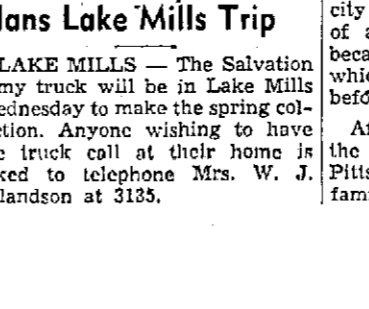 lans Lake Mills Trip
LAKE MILLS — The Salvation
my truck will be in Lake Mills
ednesday to make the spring col-
ction. Anyone wishing to have
e truck call at their home is
ked to telephone Mrs. W. J.
landson at 3135.
city
of a
beca
whic
befo
Af
the
Pitts
fami